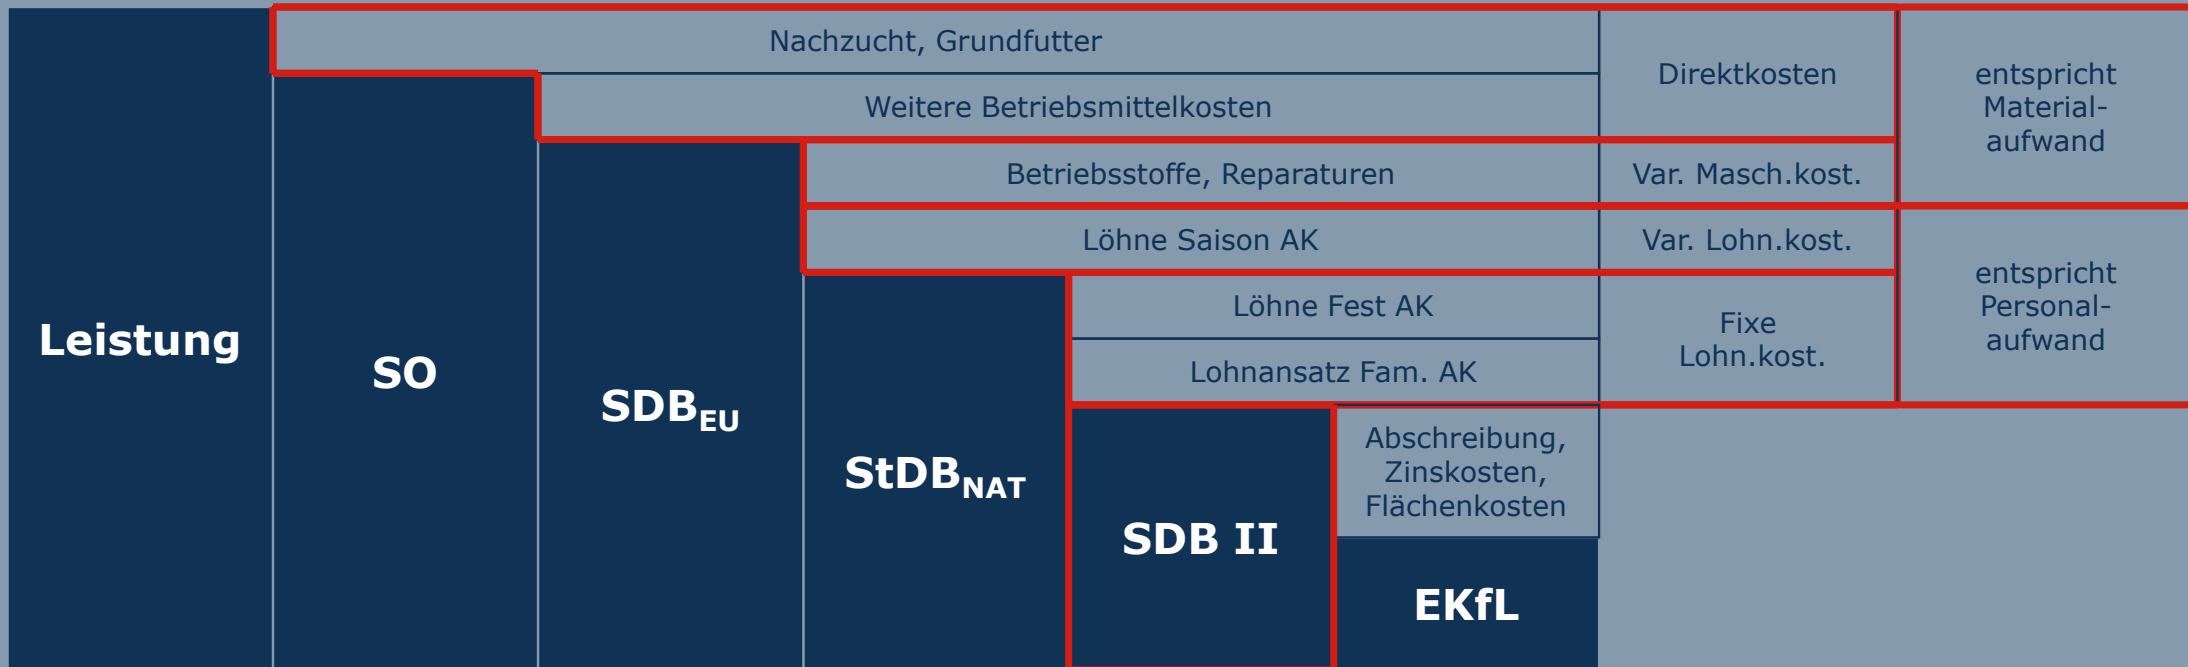 Nachzucht, Grundfutter
Direktkosten
entspricht
Material-
aufwand
Weitere Betriebsmittelkosten
Betriebsstoffe, Reparaturen
Var. Masch.kost.
Löhne Saison AK
Var. Lohn.kost.
entspricht
Personal-
aufwand
Löhne Fest AK
Fixe
Lohn.kost.
Lohnansatz Fam. AK
Leistung
SO
SDB_EU
StDB_NAT
SDB II
Abschreibung,
Zinskosten,
Flächenkosten
EKfL